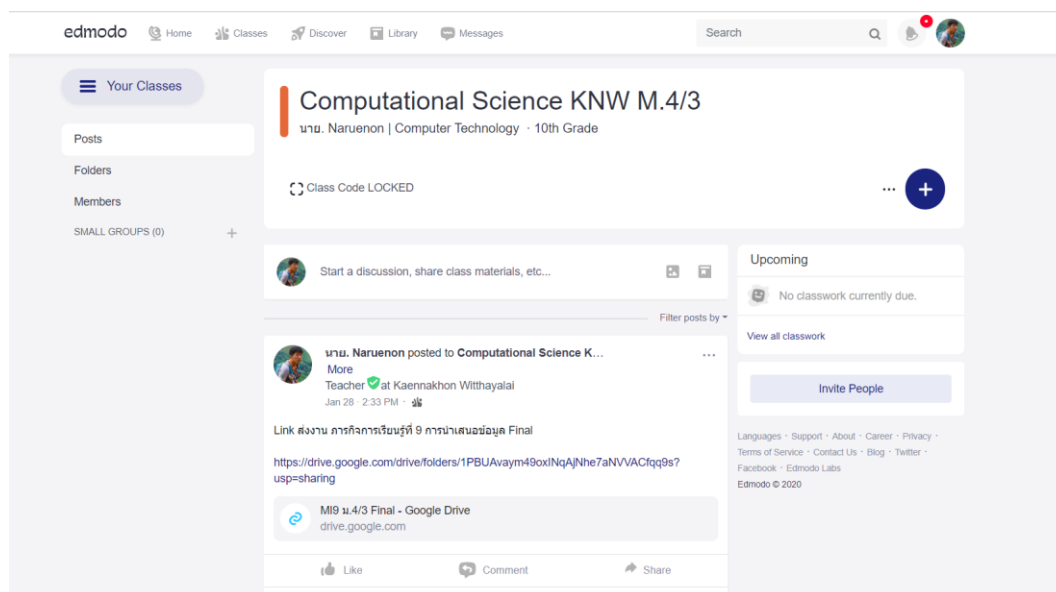 edmodo
Home
Classes
Discover
Library
Messages
Search
Your Classes
Posts
Folders
Members
SMALL GROUPS (0)
+
Computational Science KNW M.4/3
นาย. Naruenon | Computer Technology · 10th Grade
Class Code LOCKED
Start a discussion, share class materials, etc...
Filter posts by
นาย. Naruenon posted to Computational Science K...
More
Teacher at Kaennakhon Witthayalai
Jan 28 · 2:33 PM ·
Link ส่งงาน ภารกิจการเรียนรู้ที่ 9 การนำเสนอข้อมูล Final
https://drive.google.com/drive/folders/1PBUAvaym49oxINqAjNhe7aNVVACfqq9s?
usp=sharing
MI9 ม.4/3 Final - Google Drive
drive.google.com
Like
Comment
Share
Upcoming
No classwork currently due.
View all classwork
Invite People
Languages · Support · About · Career · Privacy ·
Terms of Service · Contact Us · Blog · Twitter ·
Facebook · Edmodo Labs
Edmodo © 2020